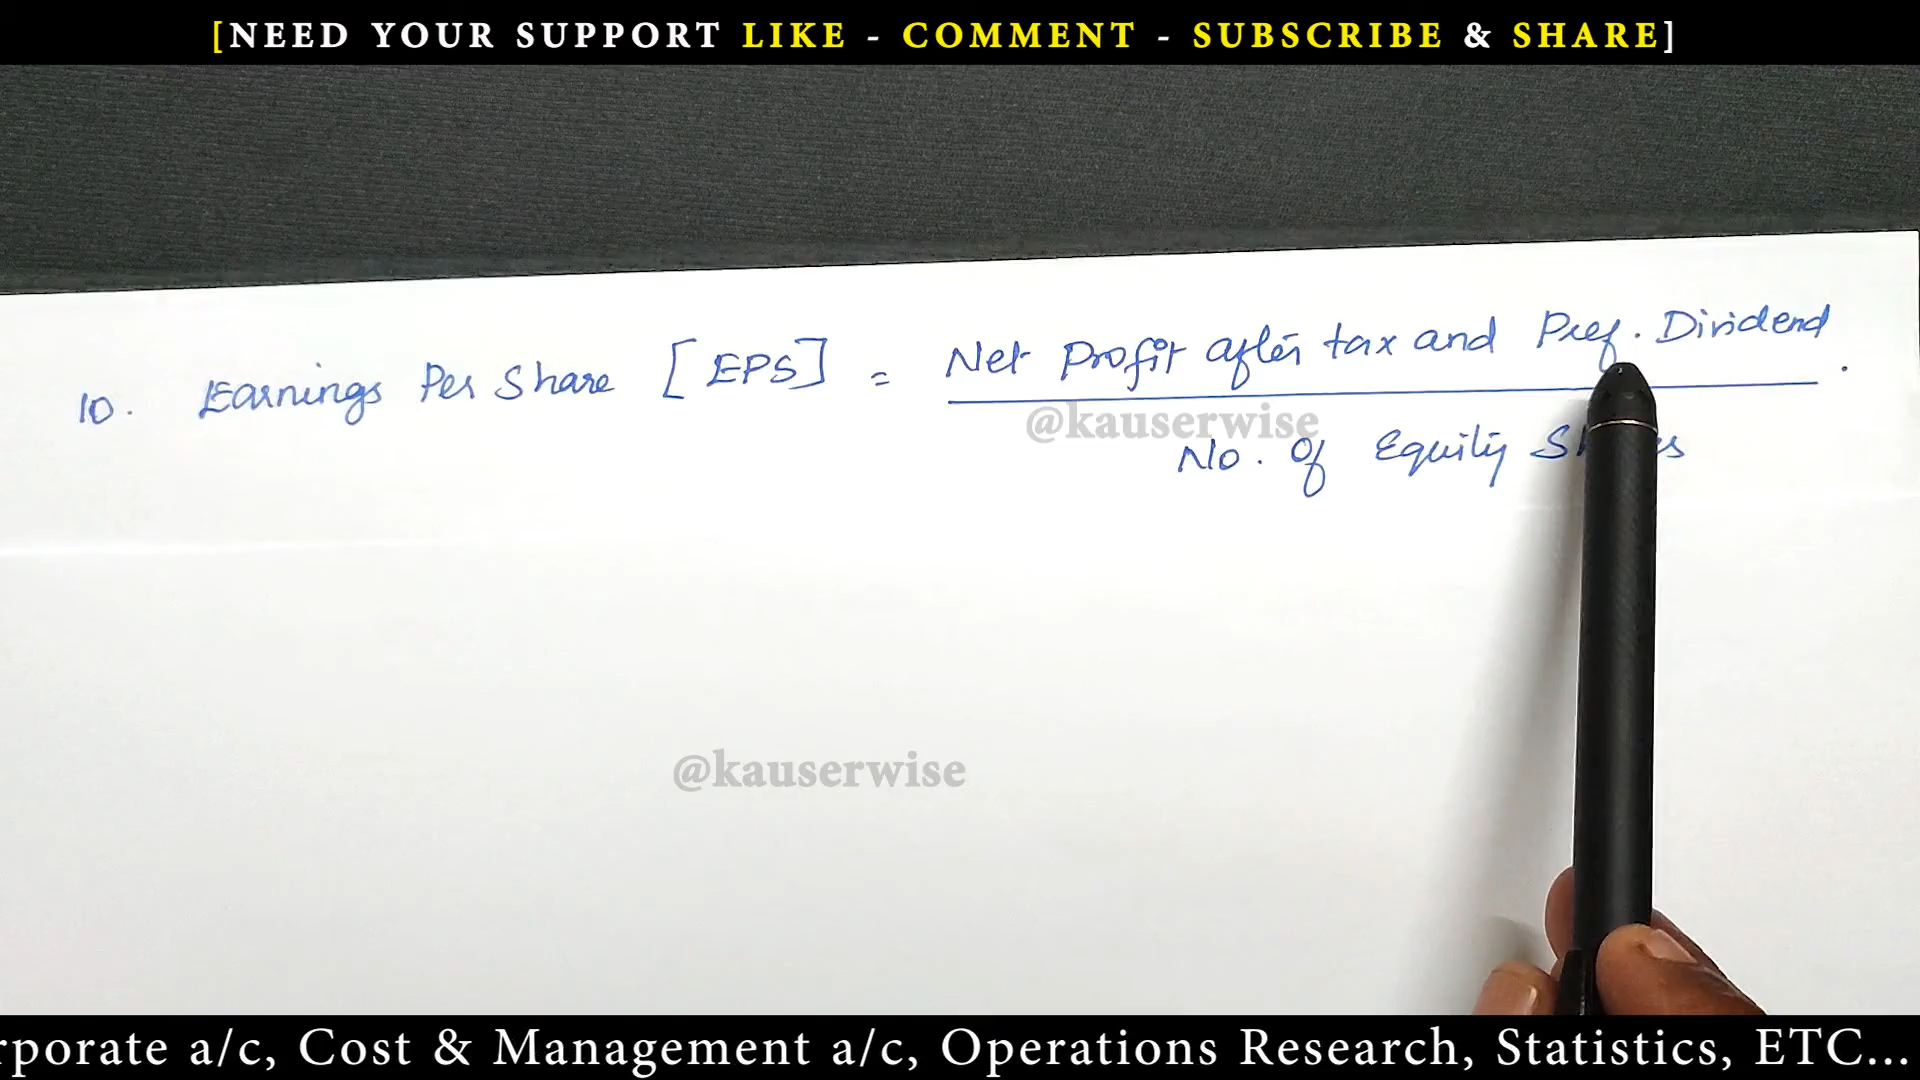 [NEED YOUR SUPPORT LIKE - COMMENT - SUBSCRIBE & SHARE]
10. Earnings Per Share [EPS] = Net Profit after tax and Pref. Dividend.
@kauserwise
No. Of Equity
@kauserwise
rporate a/c, Cost & Management a/c, Operations Research, Statistics, ETC...